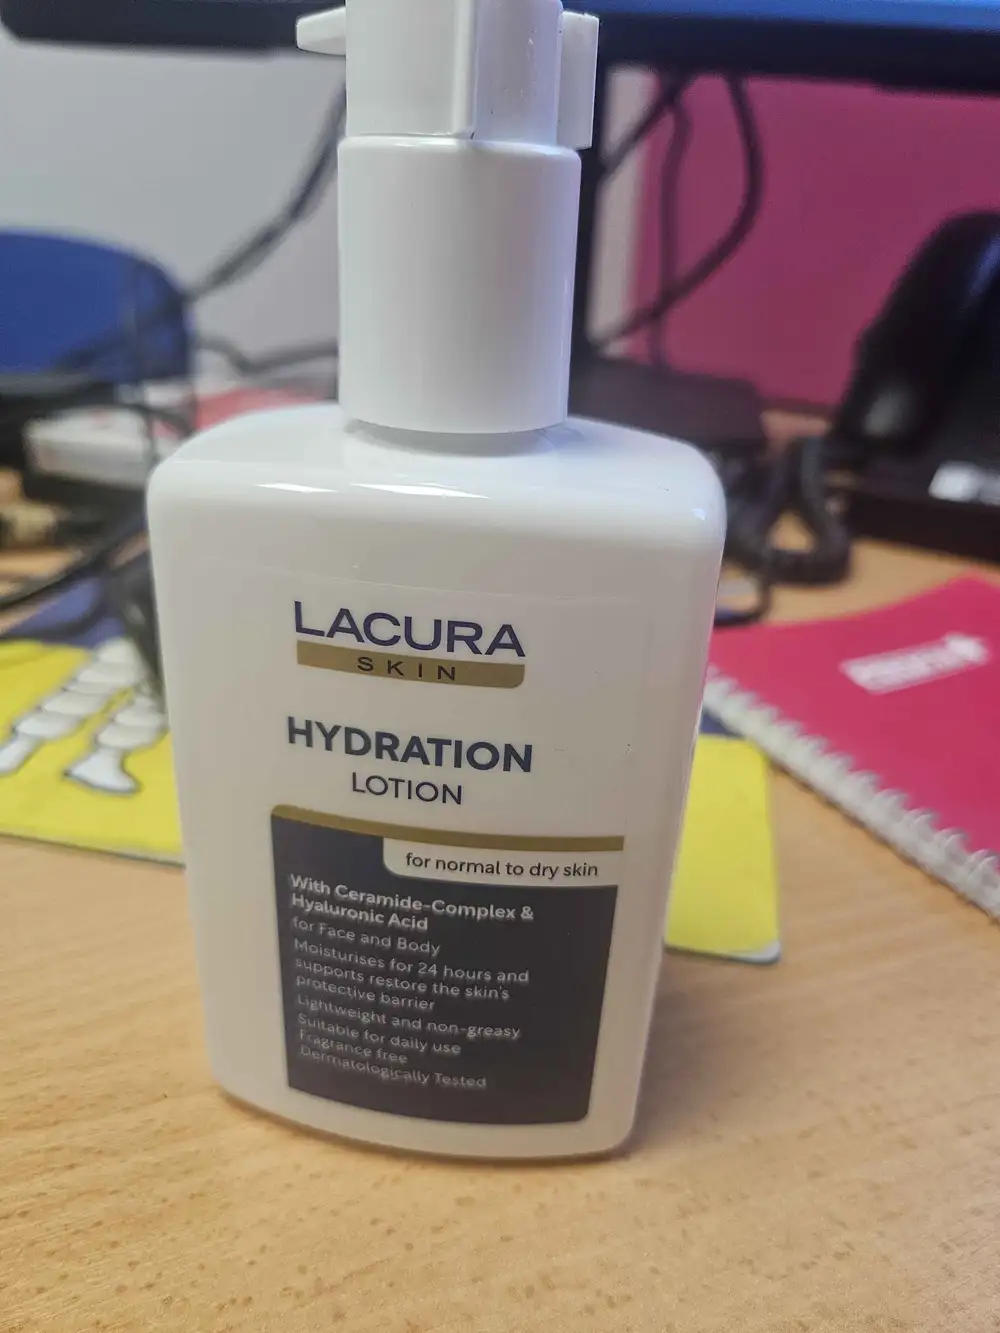 LACURA
SKIN
HYDRATION
LOTION
for normal to dry skin
With Ceramide-Complex &
Hyaluronic Acid
for Face and Body
Moisturises for 24 hours and
supports restore the skin's
protective barrier
Lightweight and non-greasy
Suitable for daily use
Fragrance free
Dermatologically Tested